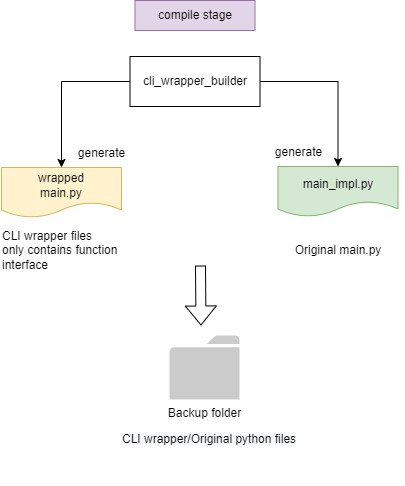 compile stage
cli_wrapper_builder
generate
generate
wrapped
main.py
main_impl.py
CLI wrapper files
only contains function
interface
Original main.py
Backup folder
CLI wrapper/Original python files